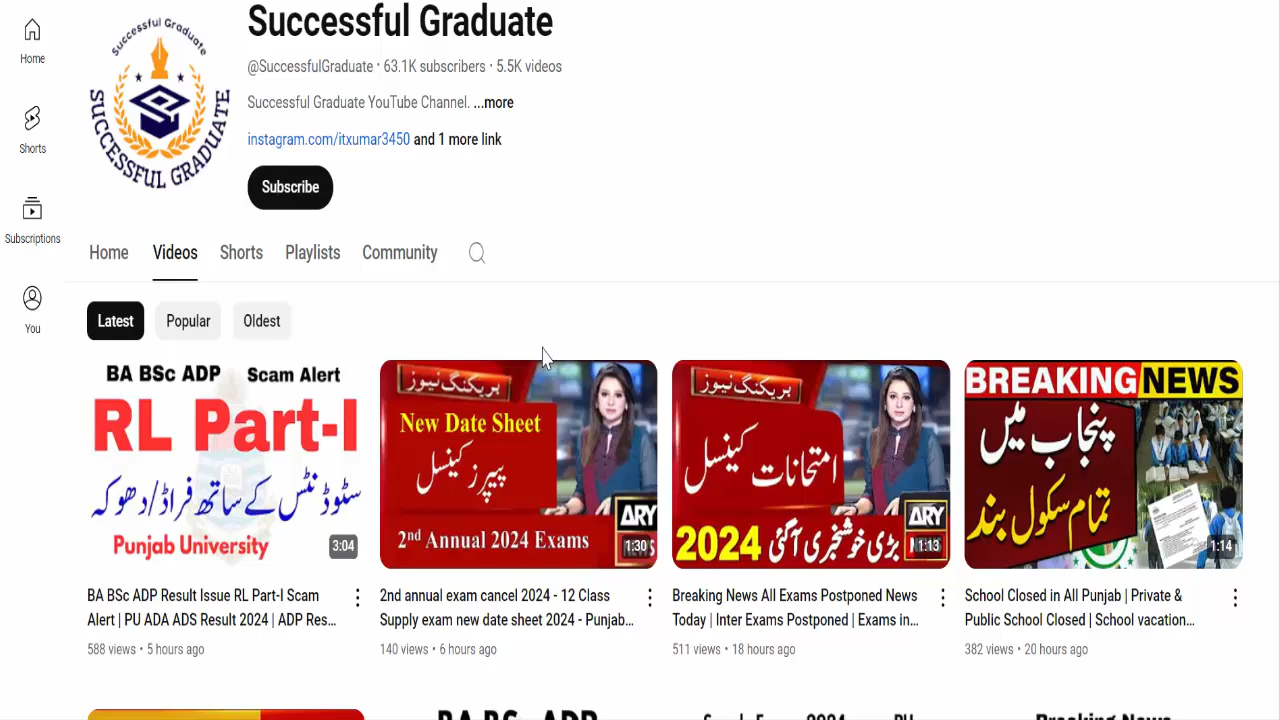 Successful Graduate
Successful Graduate
SUCCESSFUL GRADUATE
@SuccessfulGraduate · 63.1K subscribers · 5.5K videos
Successful Graduate YouTube Channel. ...more
instagram.com/itxumar3450 and 1 more link
Subscribe
Home
Shorts
Subscriptions
You
Home Videos Shorts Playlists Community
Latest Popular Oldest
BA BSc ADP Scam Alert
RL Part-I
سٹوڈنٹس کے ساتھ فراڈ/دھوکہ
Punjab University
3:04
BA BSc ADP Result Issue RL Part-I Scam
Alert | PU ADA ADS Result 2024 | ADP Res...
588 views · 5 hours ago
بریکنگ نیوز
New Date Sheet
پیپرز کینسل
2nd Annual 2024 Exams
ARY
1:30
2nd annual exam cancel 2024 - 12 Class
Supply exam new date sheet 2024 - Punjab...
140 views · 6 hours ago
بریکنگ نیوز
امتحانات کینسل
2024 بڑی خوشخبری آگئی
ARY
1:13
Breaking News All Exams Postponed News
Today | Inter Exams Postponed | Exams in...
511 views · 18 hours ago
BREAKING NEWS
پنجاب میں
تمام سکول بند
1:14
School Closed in All Punjab | Private &
Public School Closed | School vacation...
382 views · 20 hours ago
BA BSc ADP